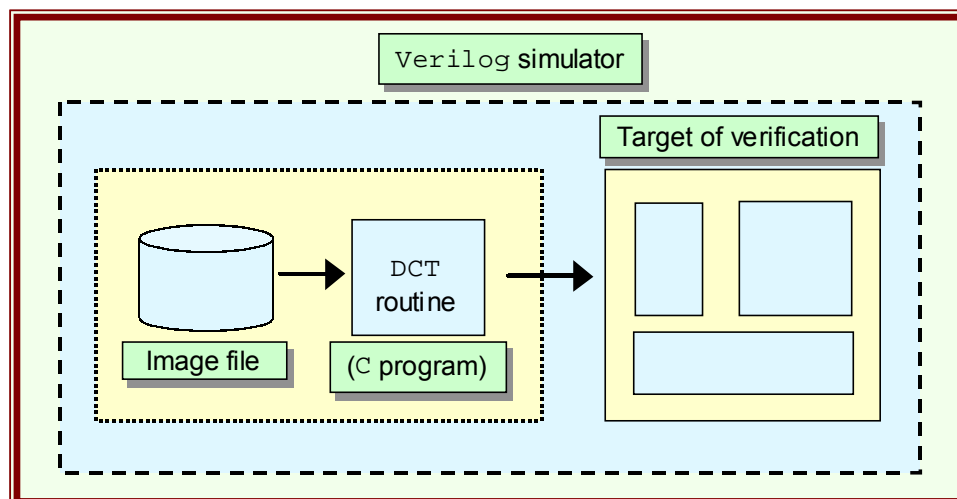 Verilog simulator
Target of verification
DCT
routine
Image file
(C program)